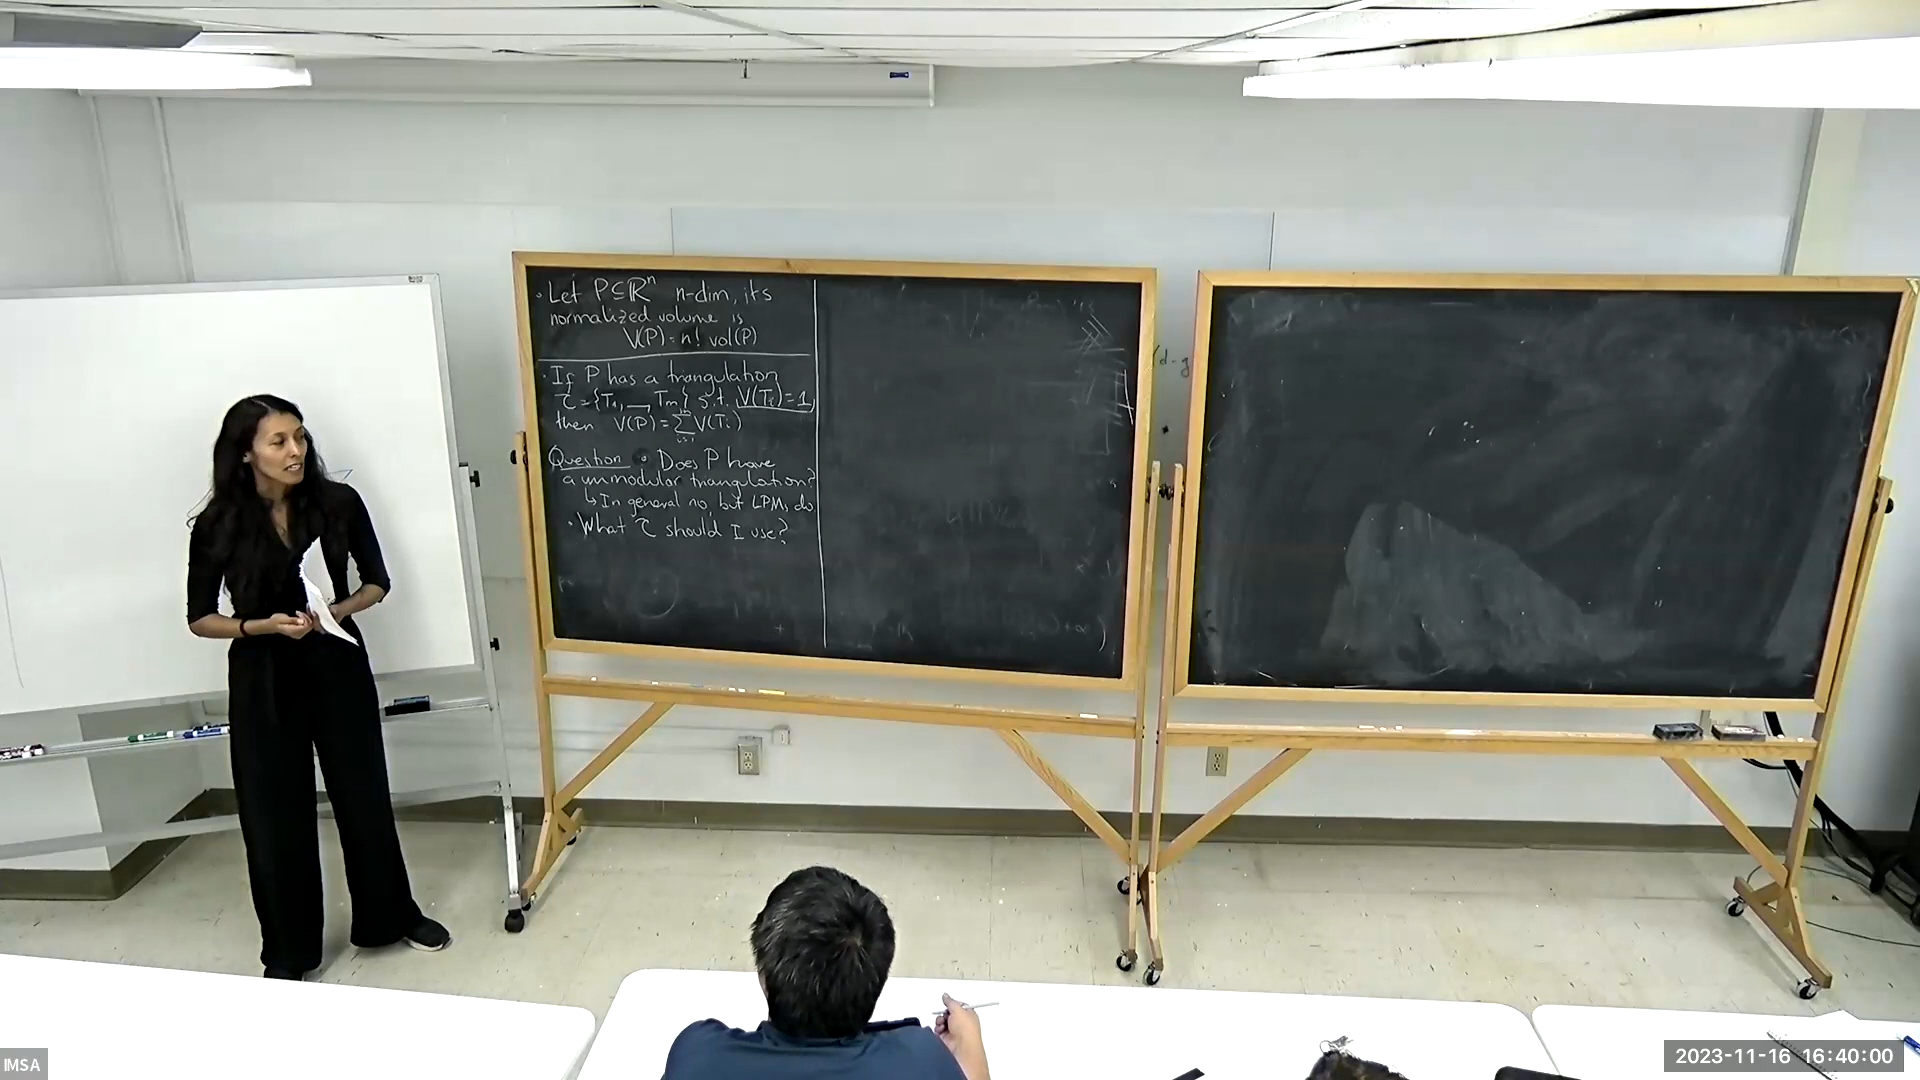 · Let P⊆ℝⁿ n-dim, its
normalized volume is
V(P) = n! vol(P)
· If P has a triangulation
τ = {T₁, __, Tm} s.t. V(Tᵢ)=1,
then V(P) = Σ V(Tᵢ)
Question · Does P have
a unimodular triangulation?
↳ In general no, but LPMs do
· What τ should I use?
IMSA
2023-11-16 16:40:00